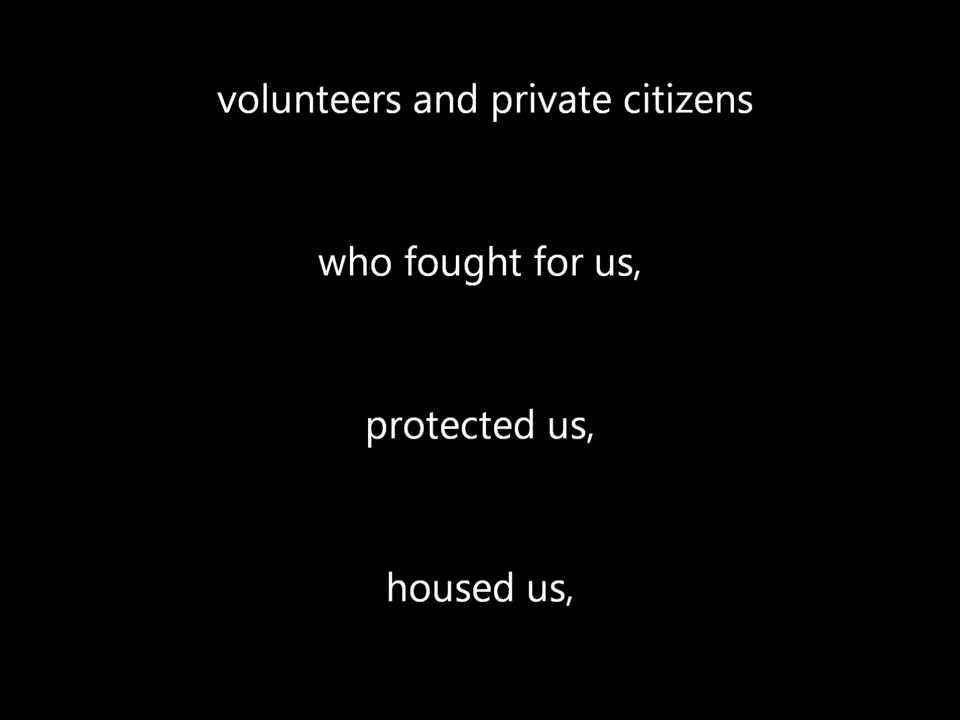 volunteers and private citizens
who fought for us,
protected us,
housed us,